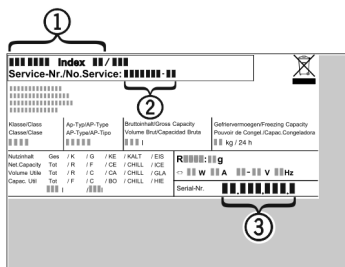 1
Index /
Service-Nr./No.Service: -
2
Klasse/Class
Classe/Clase
Ap-Typ/AP-Type
AP-Type/AP-Tipo
Bruttoinhalt/Gross Capacity
Volume Brut/Capacidad Bruta
l
Gefriervermoegen/Freezing Capacity
Pouvoir de Congel./Capac.Congeladora
kg / 24 h
Nutzinhalt Ges / K / G / KE / KALT / EIS
Net.Capacity Tot / R / F / CE / CHILL / ICE
Volume Utile Tot / R / C / CA / CHILL / GLA
Capac. Util Tot / F / C / BO / CHILL / HIE
l / l
R : g
W A - V Hz
Serial-Nr. . . .
3